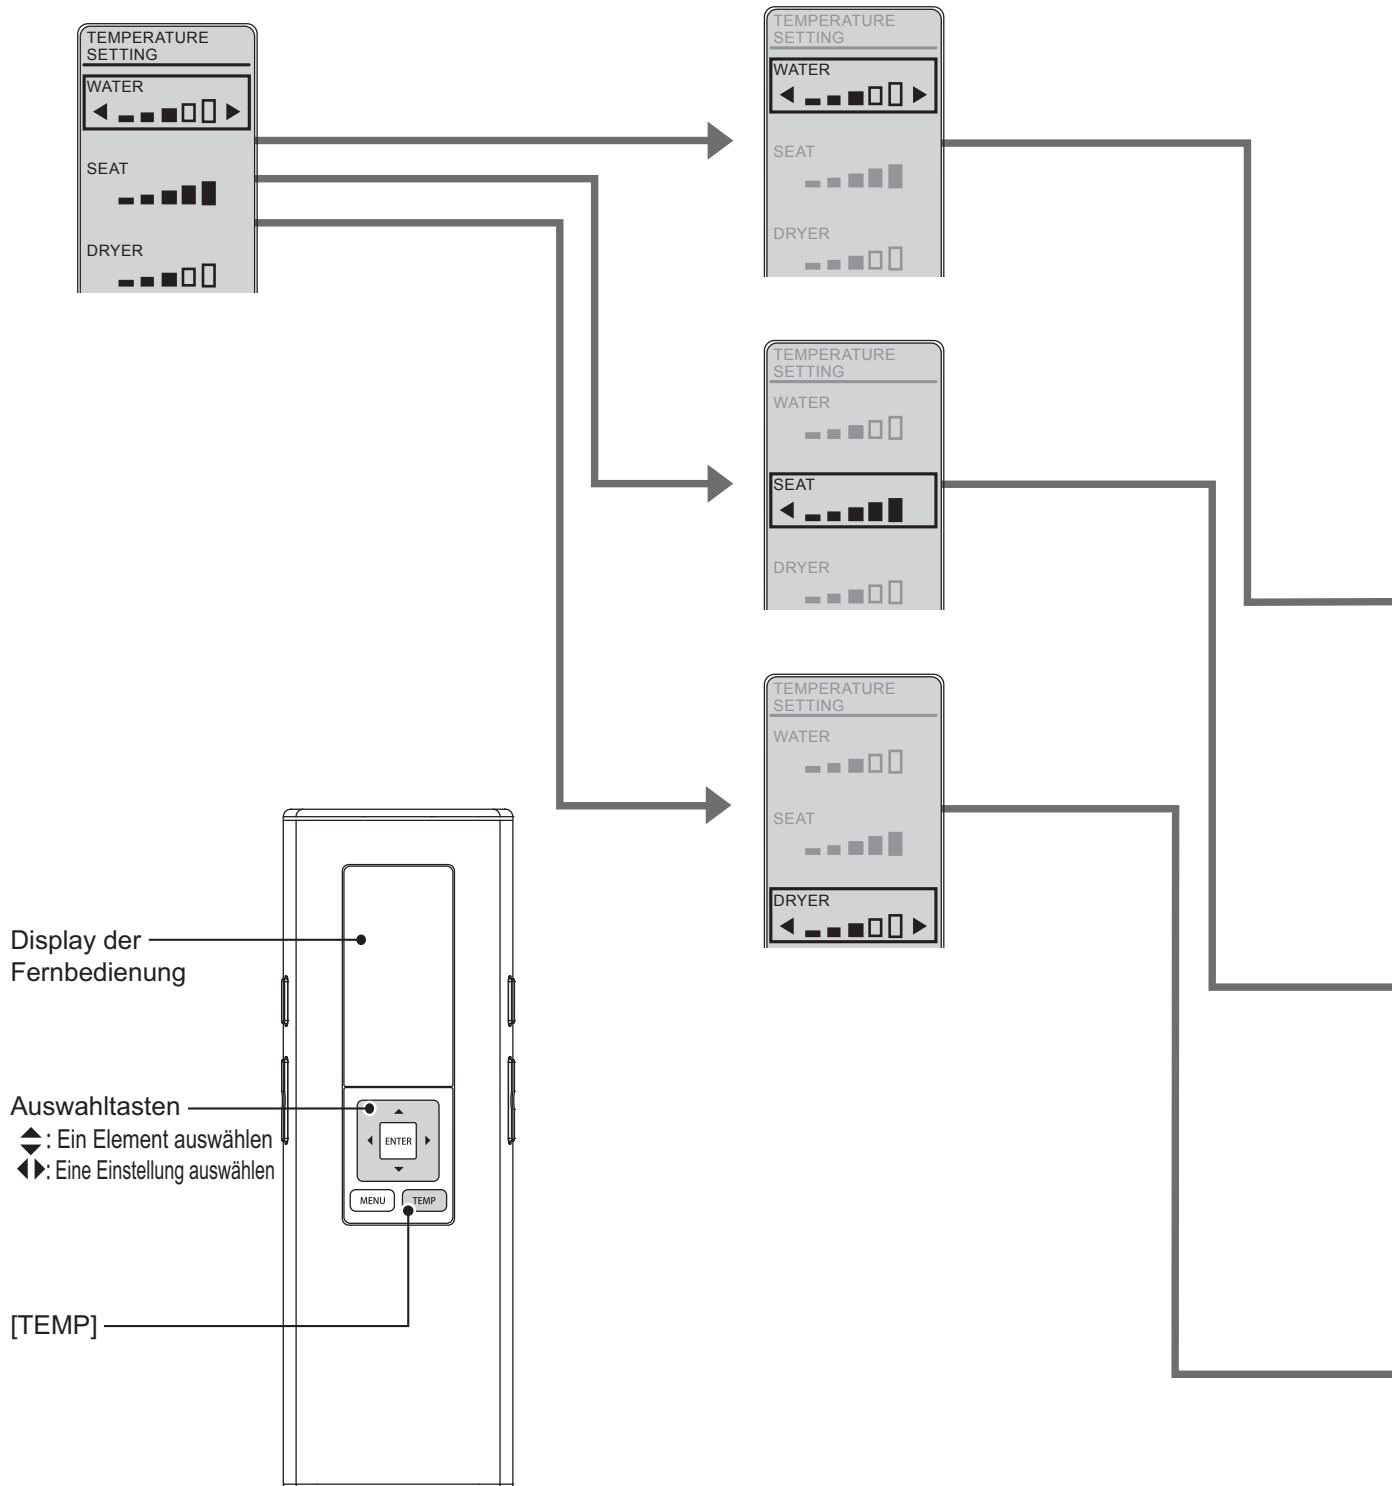 TEMPERATURE
SETTING
WATER
SEAT
DRYER
TEMPERATURE
SETTING
WATER
SEAT
DRYER
TEMPERATURE
SETTING
WATER
SEAT
DRYER
TEMPERATURE
SETTING
WATER
SEAT
DRYER
Display der
Fernbedienung
Auswahltasten
: Ein Element auswählen
: Eine Einstellung auswählen
ENTER
MENU TEMP
[TEMP]